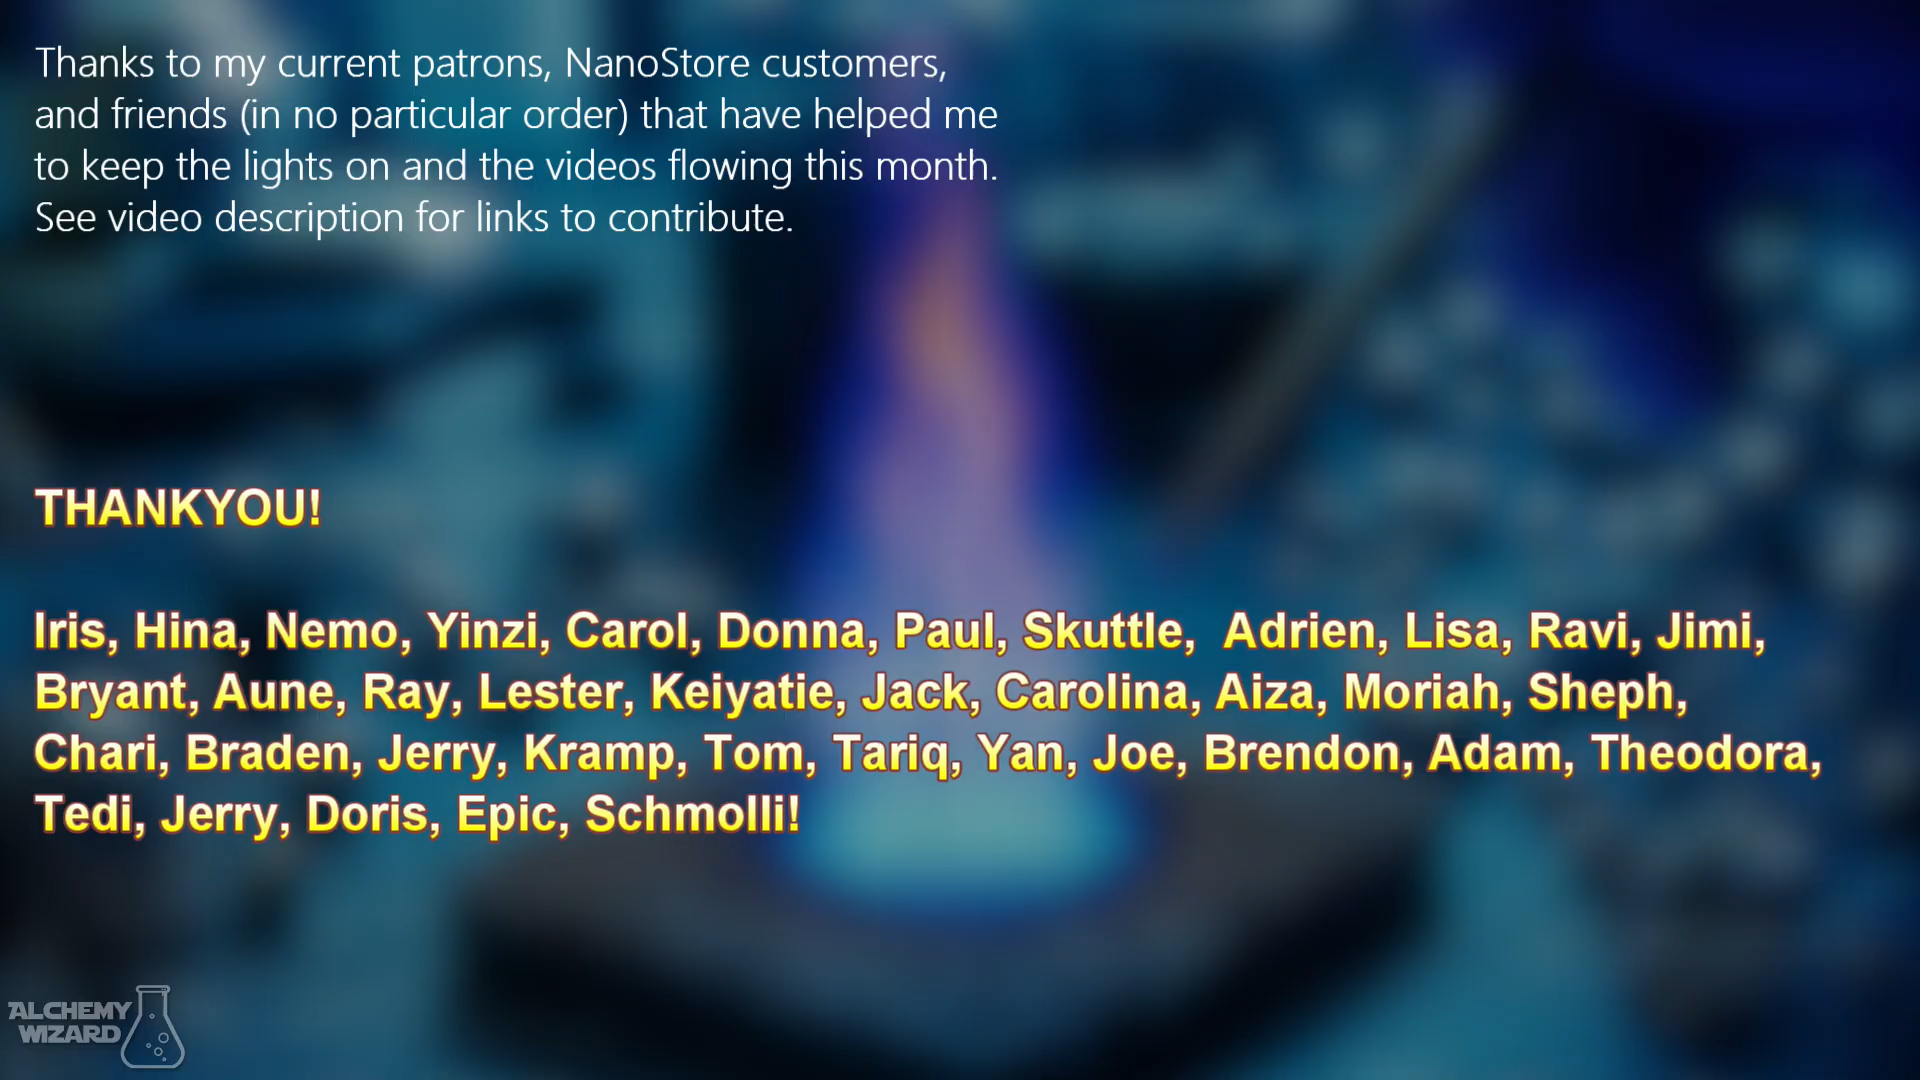 Thanks to my current patrons, NanoStore customers,
and friends (in no particular order) that have helped me
to keep the lights on and the videos flowing this month.
See video description for links to contribute.
THANKYOU!
Iris, Hina, Nemo, Yinzi, Carol, Donna, Paul, Skuttle,  Adrien, Lisa, Ravi, Jimi,
Bryant, Aune, Ray, Lester, Keiyatie, Jack, Carolina, Aiza, Moriah, Sheph,
Chari, Braden, Jerry, Kramp, Tom, Tariq, Yan, Joe, Brendon, Adam, Theodora,
Tedi, Jerry, Doris, Epic, Schmolli!
ALCHEMY
WIZARD